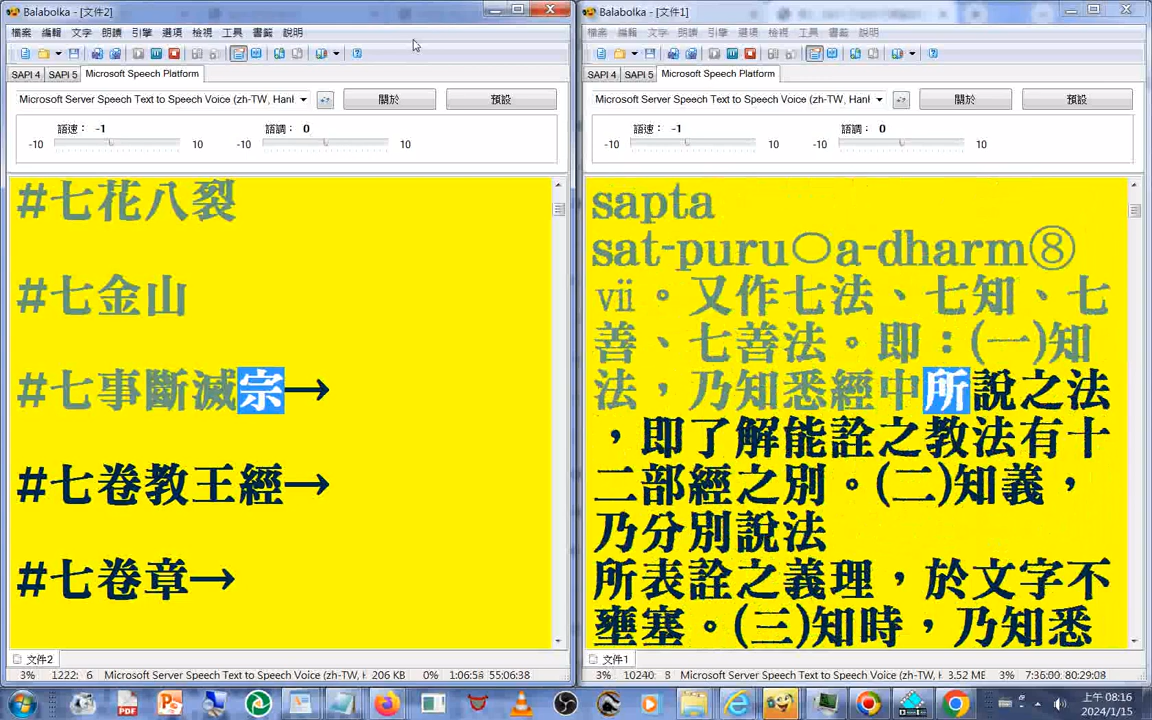 Balabolka - [文件2]
檔案 編輯 文字 朗讀 引擎 選項 檢視 工具 書籤 說明
SAPI 4 SAPI 5 Microsoft Speech Platform
Microsoft Server Speech Text to Speech Voice (zh-TW, Hanl
關於 預設
語速： -1 語調： 0
-10 10 -10 10
#七花八裂
#七金山
#七事斷滅宗→
#七卷教王經→
#七卷章→
文件2
3% 1222: 6 Microsoft Server Speech Text to Speech Voice (zh-TW, H 206 KB 0% 1:06:58 55:06:38
Balabolka - [文件1]
檔案 編輯 文字 朗讀 引擎 選項 檢視 工具 書籤 說明
SAPI 4 SAPI 5 Microsoft Speech Platform
Microsoft Server Speech Text to Speech Voice (zh-TW, Hanl
關於 預設
語速： -1 語調： 0
-10 10 -10 10
sapta
sat-puru○a-dharm⑧
ⅶ。又作七法、七知、七
善、七善法。即：(一)知
法，乃知悉經中所說之法
，即了解能詮之教法有十
二部經之別。(二)知義，
乃分別說法
所表詮之義理，於文字不
壅塞。(三)知時，乃知悉
文件1
3% 10240: 8 Microsoft Server Speech Text to Speech Voice (zh-TW, H 3.52 MB 3% 7:36:00 80:29:08
上午 08:16
2024/1/15